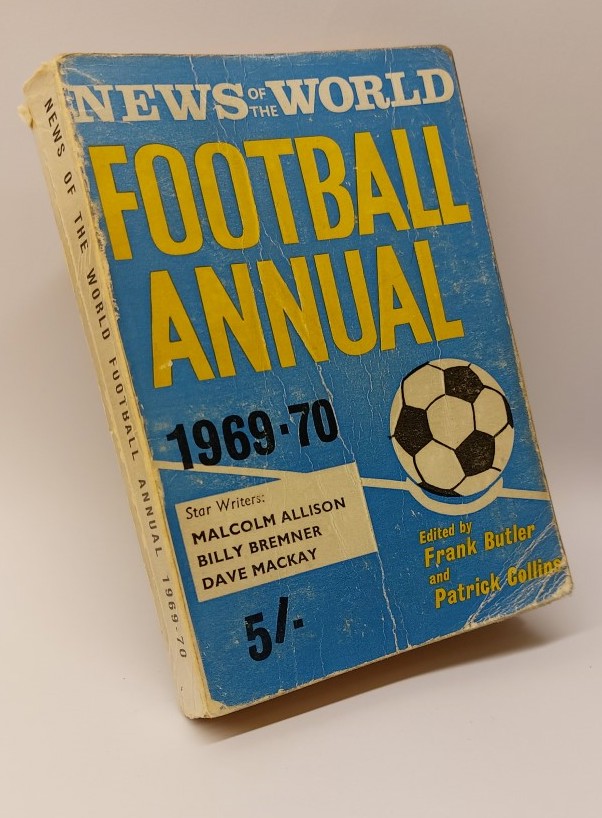 NEWS OF THE WORLD
FOOTBALL
ANNUAL
1969-70
Star Writers:
MALCOLM ALLISON
BILLY BREMNER
DAVE MACKAY
5/-
Edited by
Frank Butler
and
Patrick Collins
NEWS OF THE WORLD FOOTBALL ANNUAL 1969-70